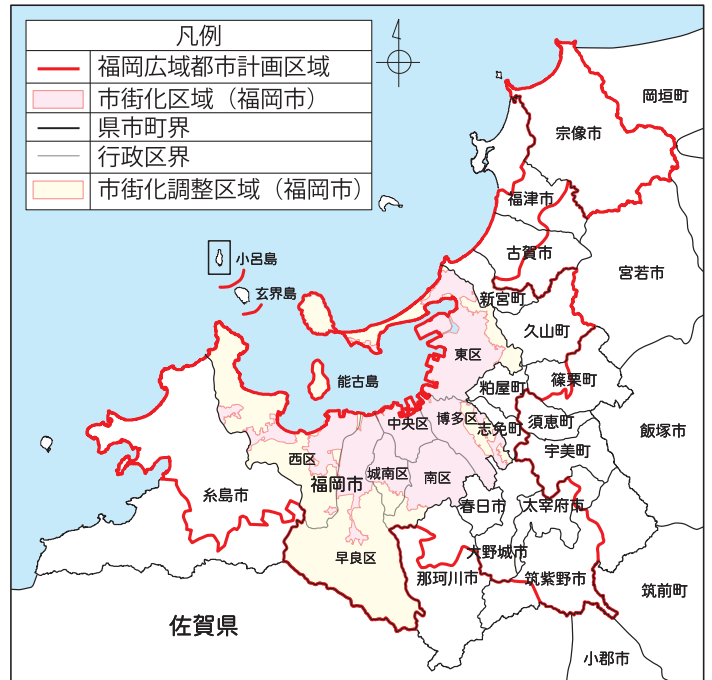 凡例
福岡広域都市計画区域
市街化区域（福岡市）
県市町界
行政区界
市街化調整区域（福岡市）
4
岡垣町
宗像市
福津市
古賀市
小呂島
宮若市
玄界島
新宮町
久山町
東区
能古島
粕屋町
篠栗町
中央区
博多区
志免町
須恵町
飯塚市
宇美町
西区
城南区
南区
福岡市
糸島市
春日市
太宰府市
早良区
大野城市
那珂川市
筑紫野市
筑前町
佐賀県
小郡市